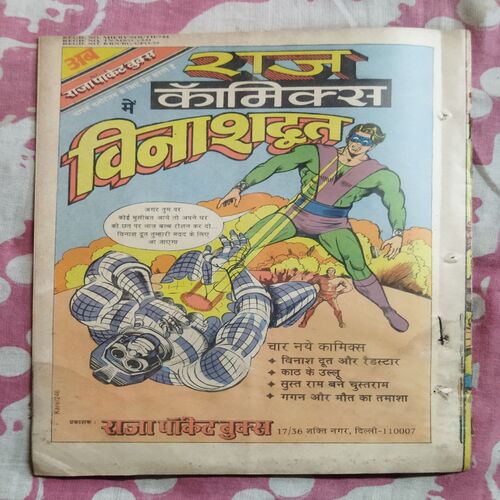 अब
राजा पॉकेट बुक्स
में
राज
कॉमिक्स
विनाशदूत
अगर तुम पर
कोई मुसीबत आये तो अपने घर
की छत पर लाल बल्ब रोशन कर दो.
विनाश दूत तुम्हारी मदद के लिए
आ जाएगा
चार नये कामिक्स
विनाश दूत और रैडस्टार
काठ के उल्लू
सुस्त राम बने चुस्तराम
गगन और मौत का तमाशा
प्रकाशक :
राजा पॉकेट बुक्स
17/36 शक्ति नगर, दिल्ली-110007